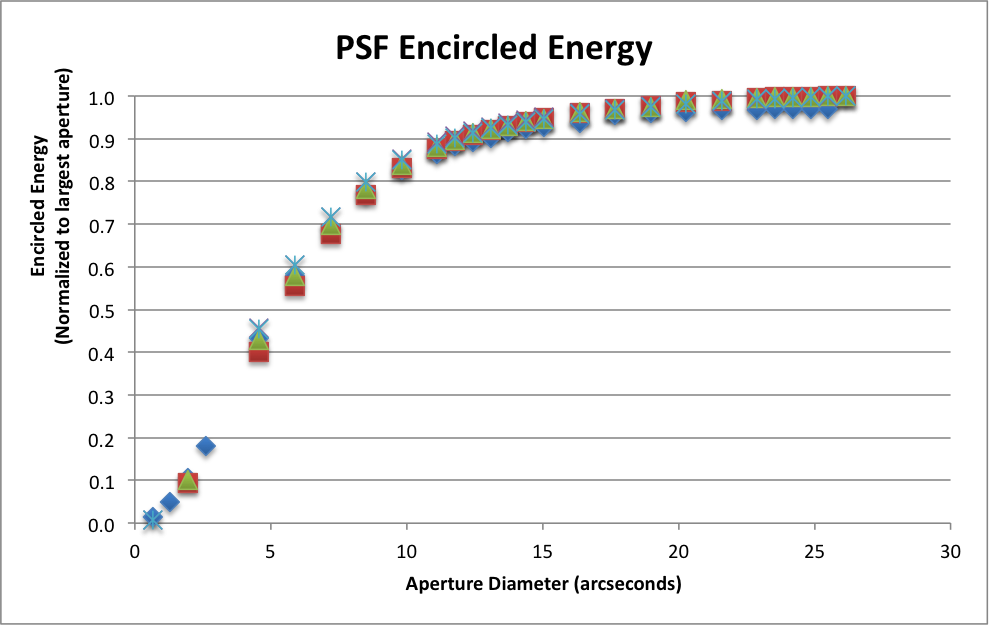 PSF Encircled Energy
Encircled Energy
(Normalized to largest aperture)
1.0
0.9
0.8
0.7
0.6
0.5
0.4
0.3
0.2
0.1
0.0
0 5 10 15 20 25 30
Aperture Diameter (arcseconds)